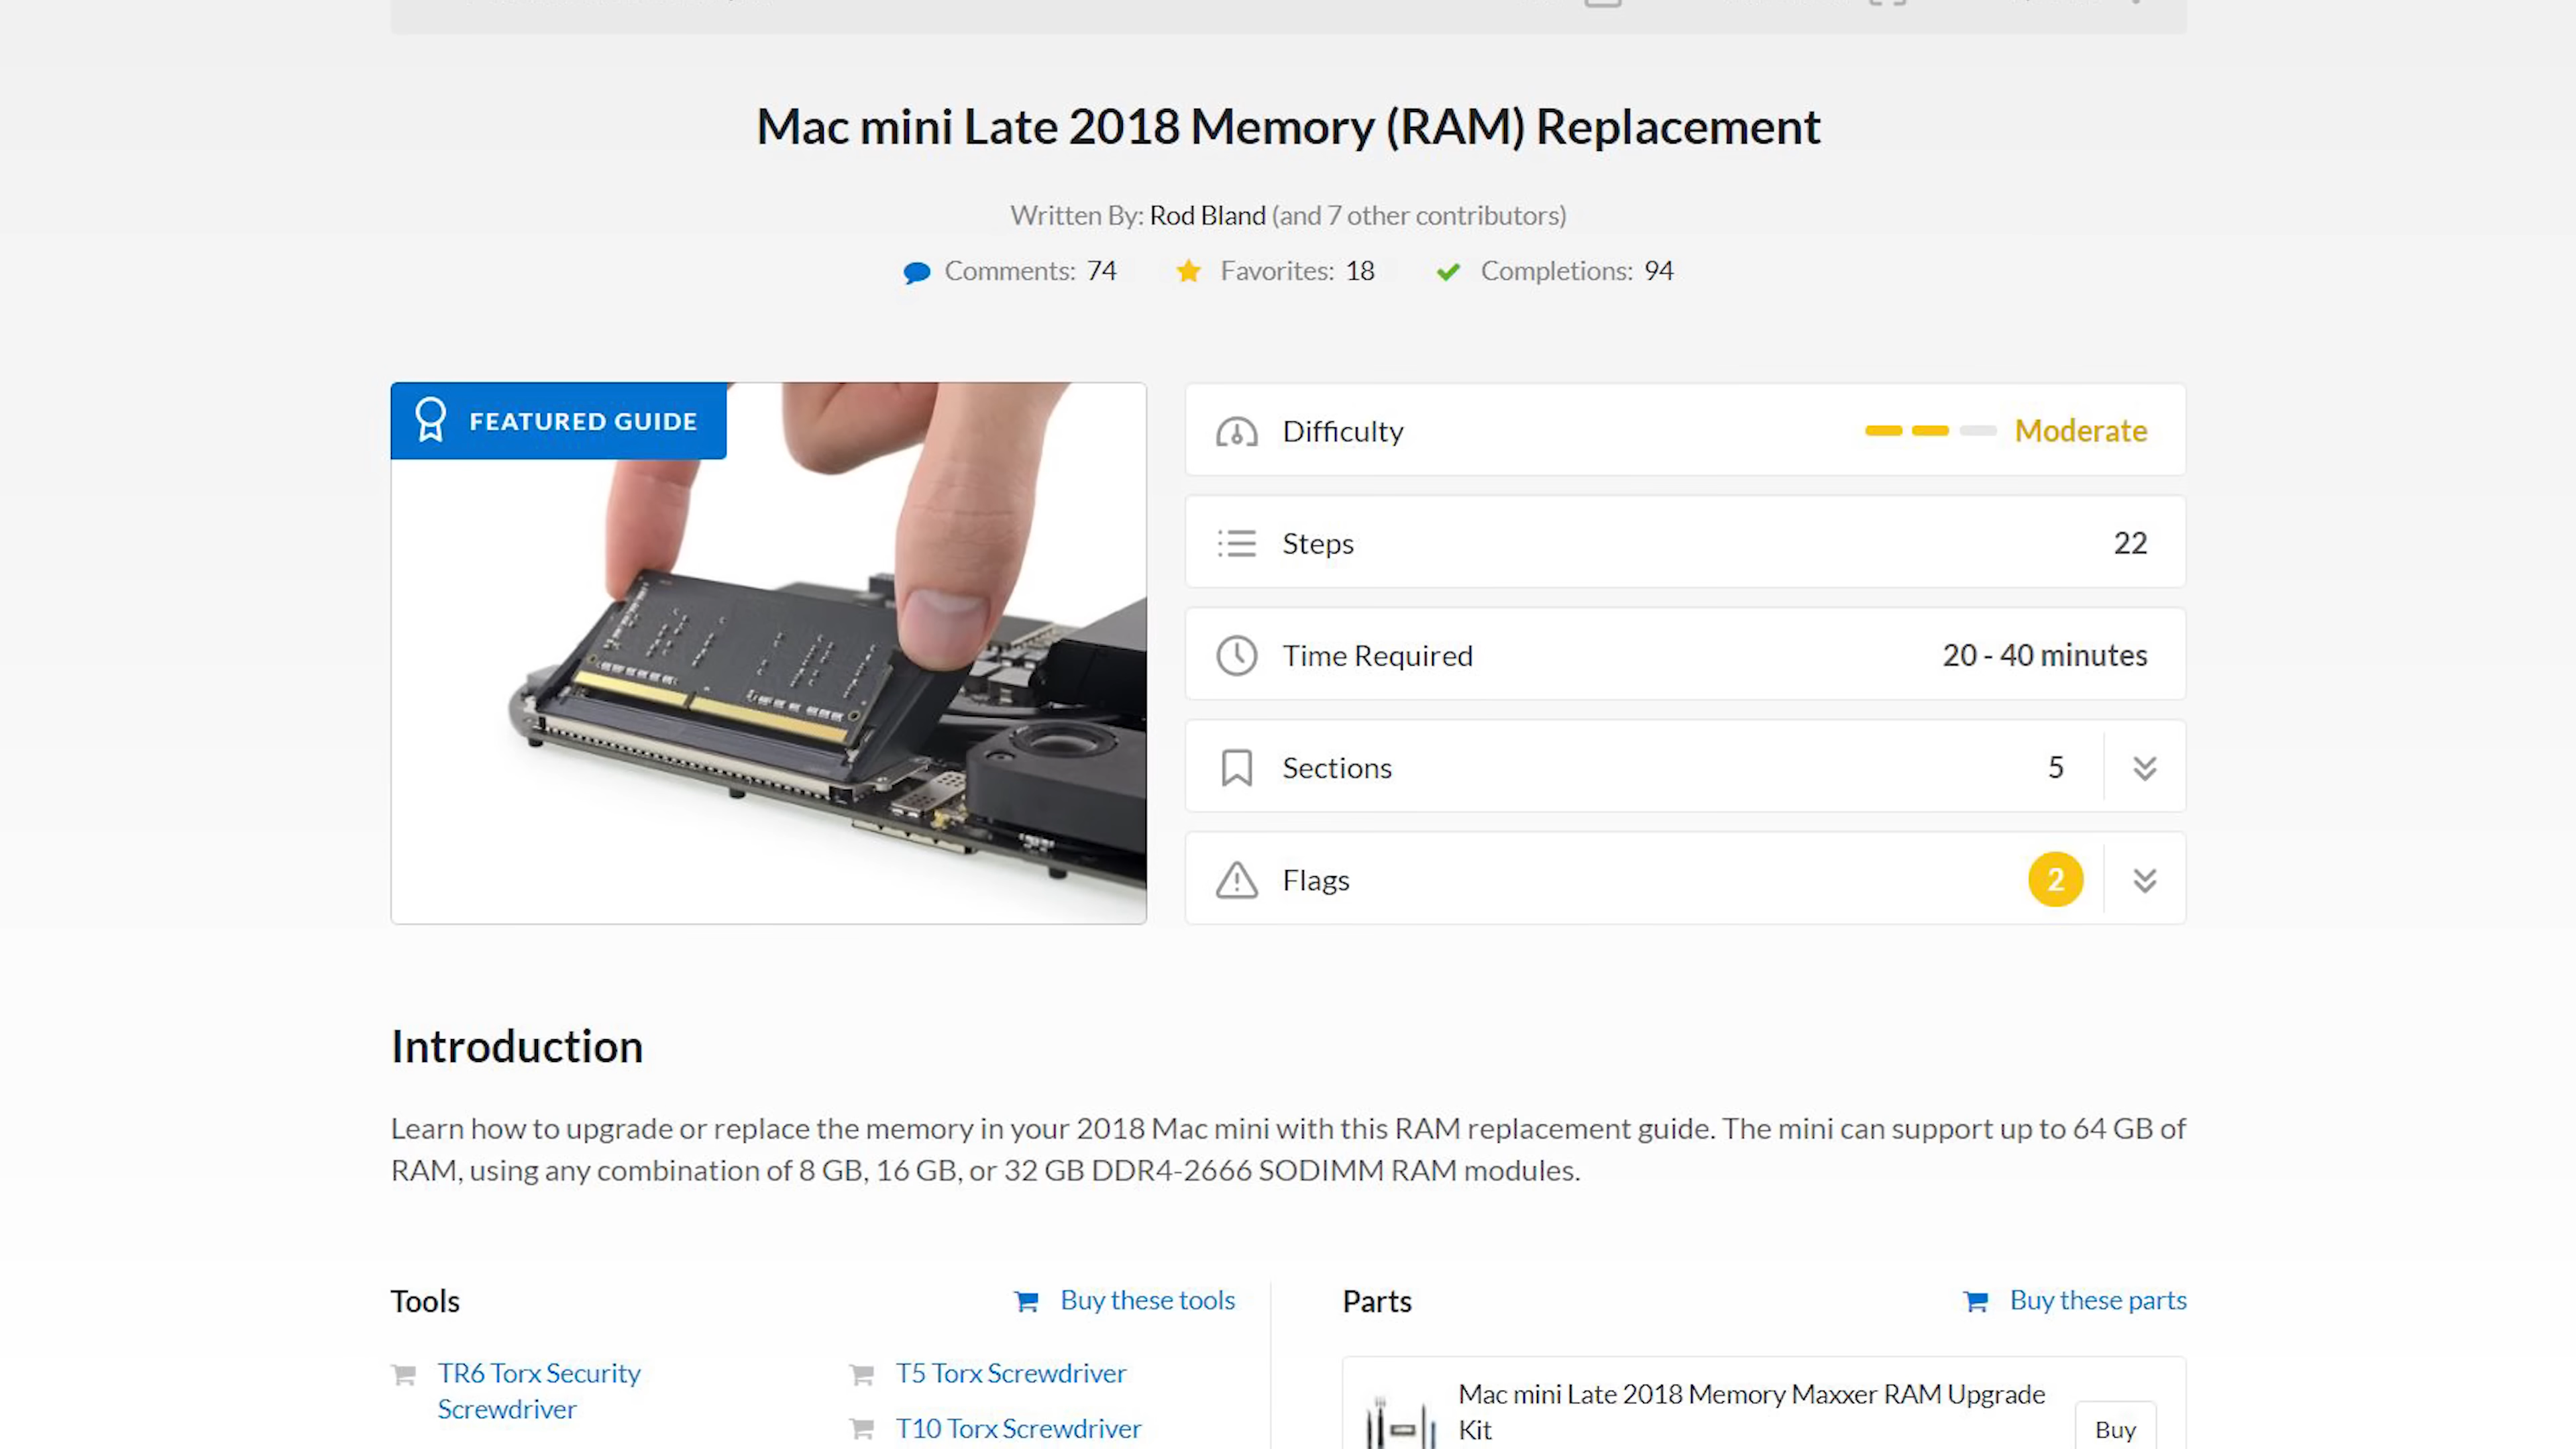 Mac mini Late 2018 Memory (RAM) Replacement
Written By: Rod Bland (and 7 other contributors)
Comments: 74 Favorites: 18 Completions: 94
FEATURED GUIDE
Difficulty Moderate
Steps 22
Time Required 20 - 40 minutes
Sections 5
Flags 2
Introduction
Learn how to upgrade or replace the memory in your 2018 Mac mini with this RAM replacement guide. The mini can support up to 64 GB of
RAM, using any combination of 8 GB, 16 GB, or 32 GB DDR4-2666 SODIMM RAM modules.
Tools Buy these tools
TR6 Torx Security
Screwdriver
T5 Torx Screwdriver
T10 Torx Screwdriver
Parts Buy these parts
Mac mini Late 2018 Memory Maxxer RAM Upgrade
Kit
Buy